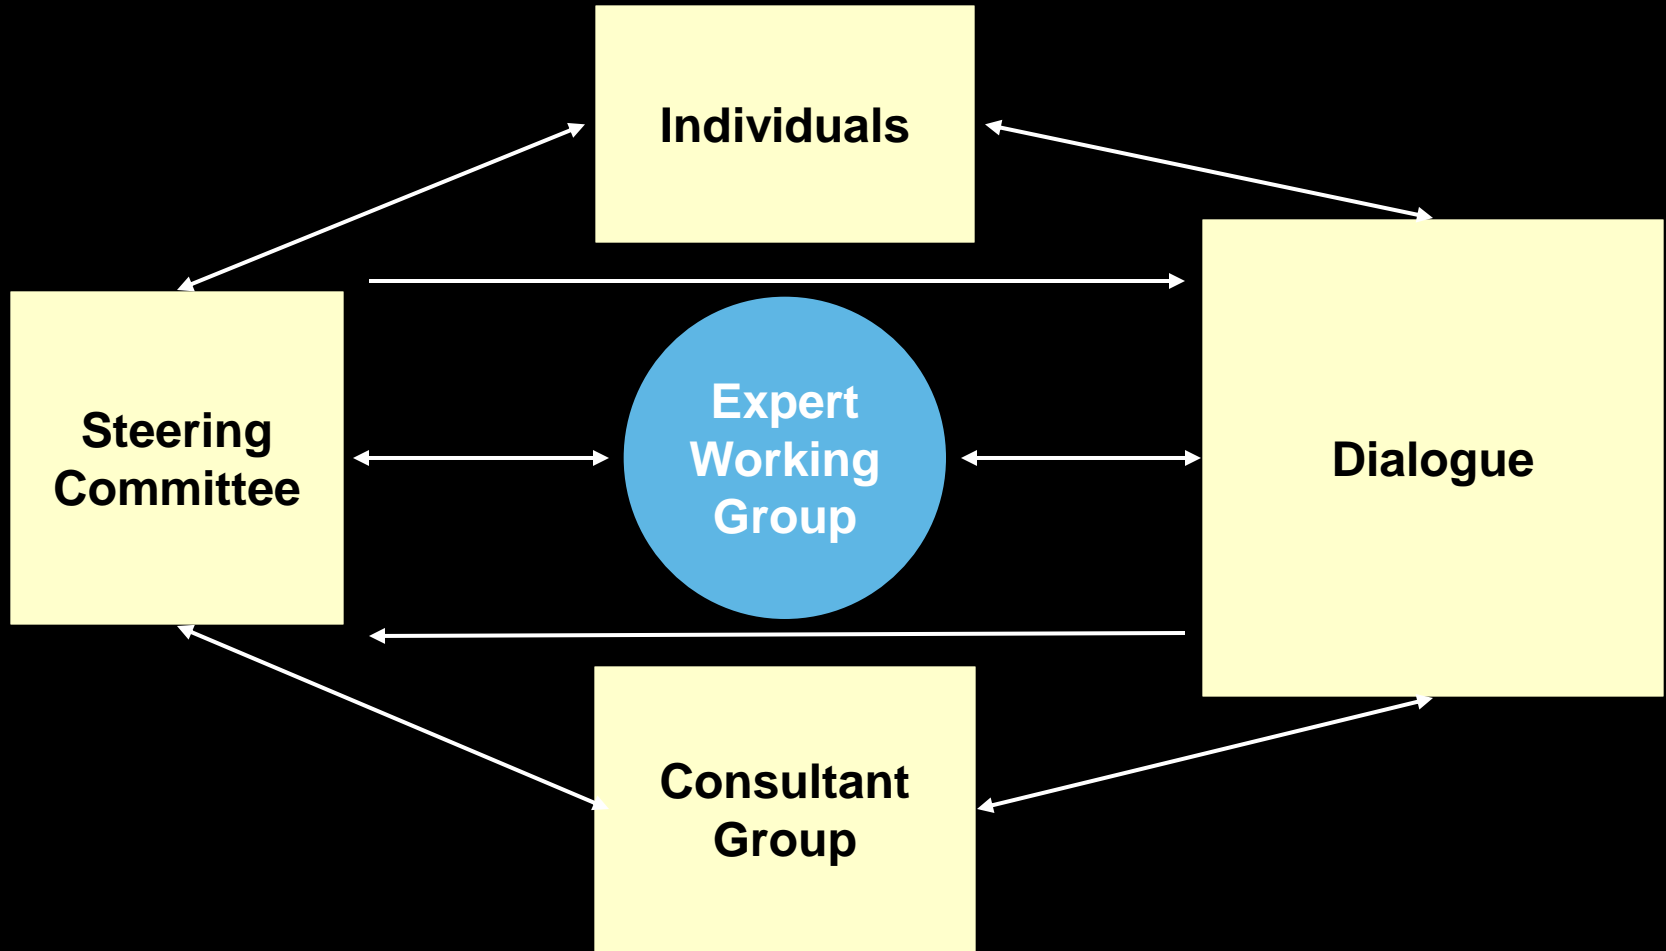 Individuals
Steering
Committee
Expert
Working
Group
Dialogue
Consultant
Group